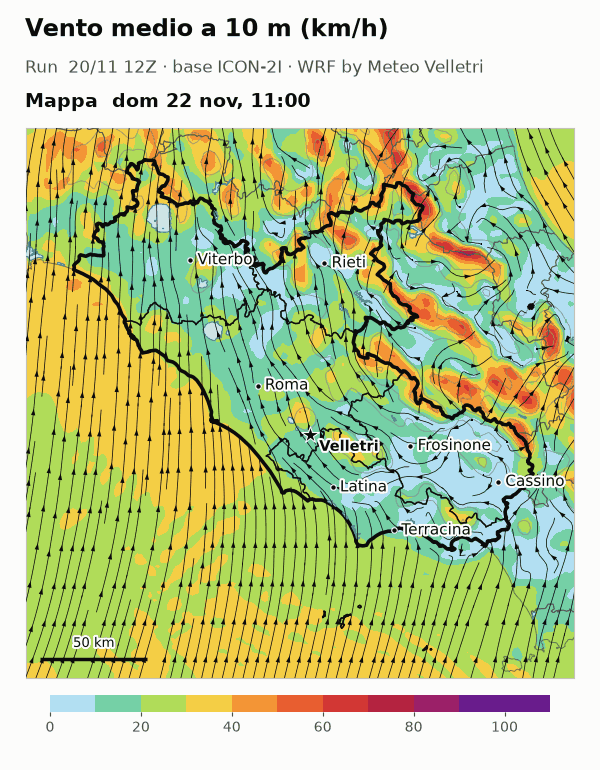 Vento medio a 10 m (km/h)
Run  20/11 12Z · base ICON-2I · WRF by Meteo Velletri
Mappa  dom 22 nov, 11:00
Viterbo
Rieti
Roma
Velletri
Frosinone
Latina
Cassino
Terracina
50 km
0 20 40 60 80 100